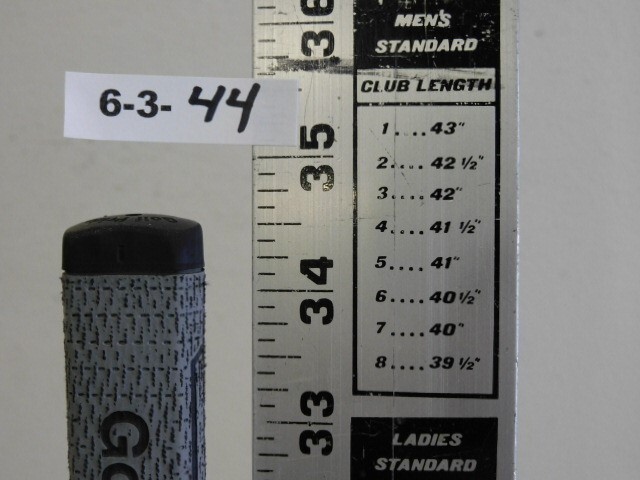 36
MEN'S
STANDARD
CLUB LENGTH
6-3-44
1....43"
35
2....42 1/2"
3....42"
4....41 1/2"
5....41"
34
6....40 1/2"
7....40"
8....39 1/2"
33
LADIES
STANDARD
Go